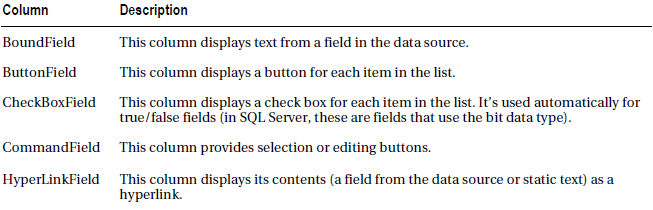 Column Description
BoundField This column displays text from a field in the data source.
ButtonField This column displays a button for each item in the list.
CheckBoxField This column displays a check box for each item in the list. It’s used automatically for
true/false fields (in SQL Server, these are fields that use the bit data type).
CommandField This column provides selection or editing buttons.
HyperLinkField This column displays its contents (a field from the data source or static text) as a
hyperlink.